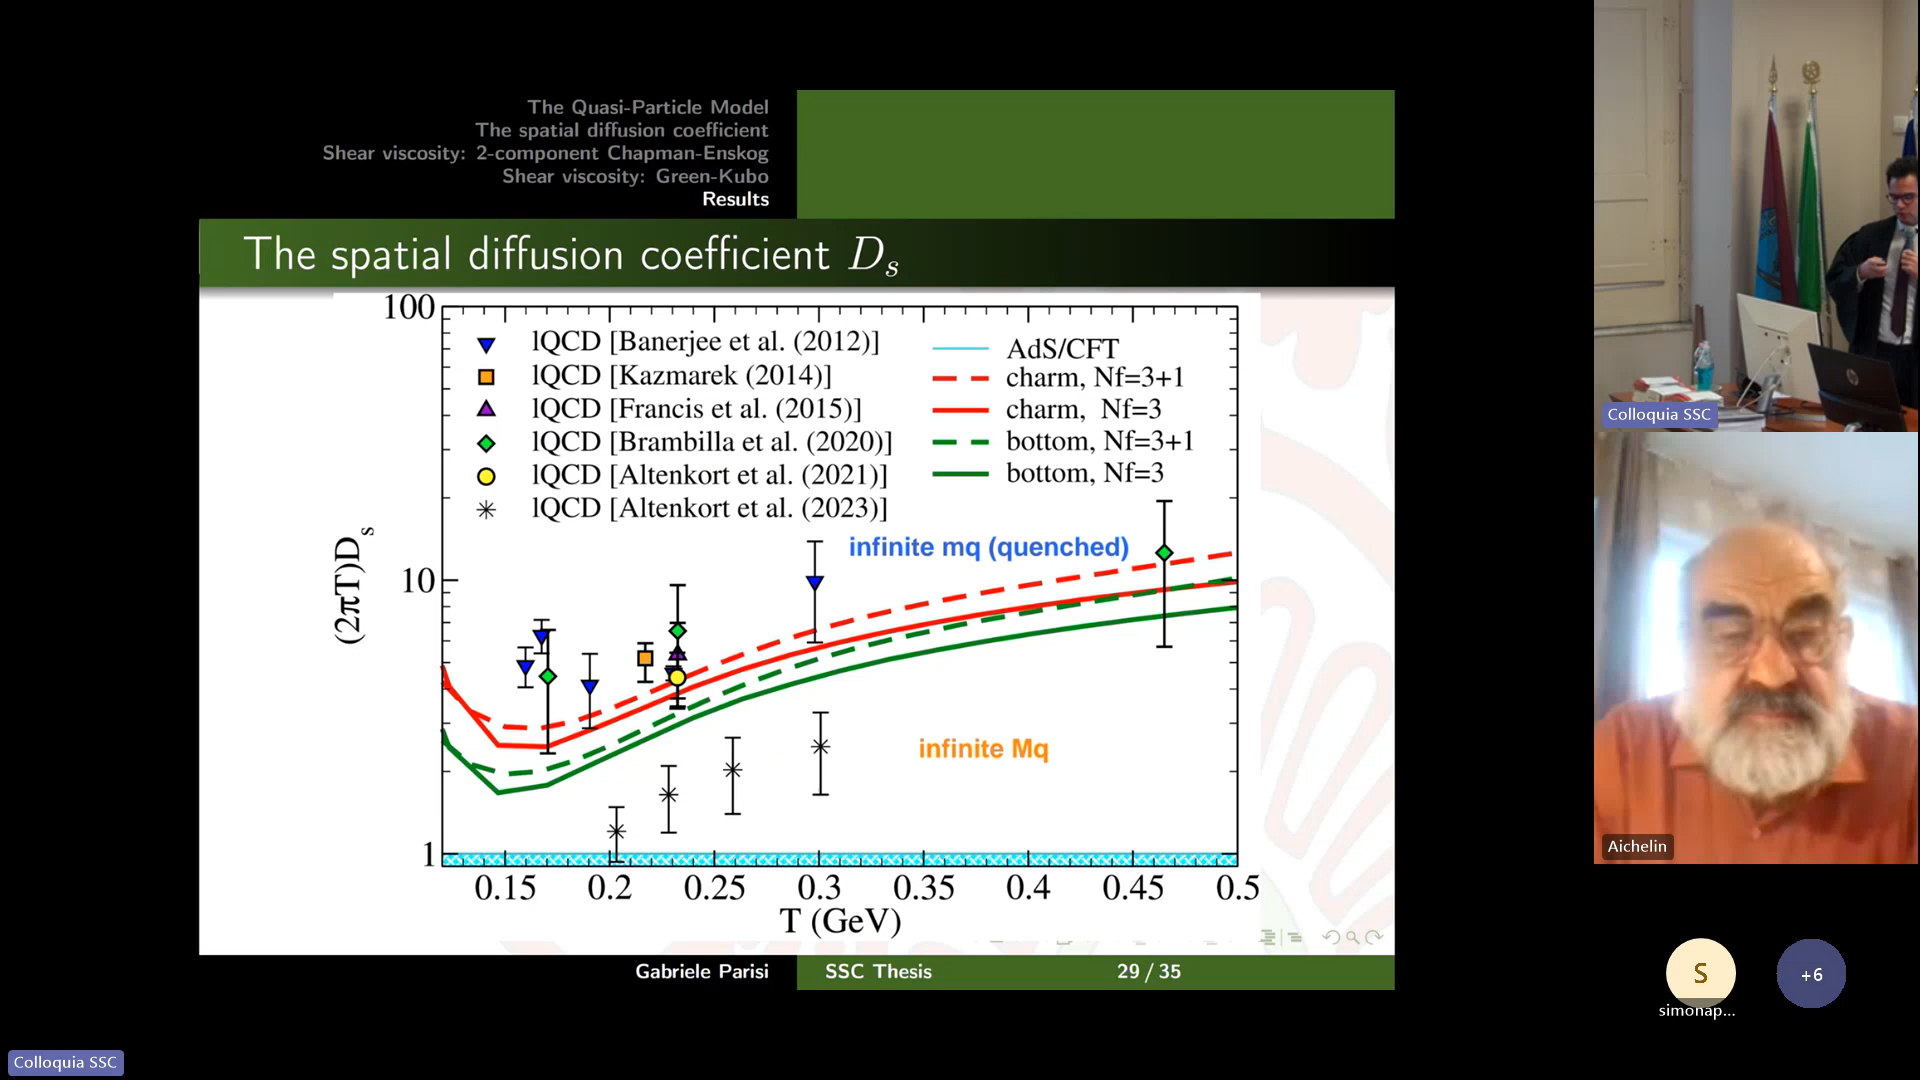 The Quasi-Particle Model
The spatial diffusion coefficient
Shear viscosity: 2-component Chapman-Enskog
Shear viscosity: Green-Kubo
Results
The spatial diffusion coefficient Dₛ
100
10
1
(2πT)Dₛ
lQCD [Banerjee et al. (2012)]
lQCD [Kazmarek (2014)]
lQCD [Francis et al. (2015)]
lQCD [Brambilla et al. (2020)]
lQCD [Altenkort et al. (2021)]
lQCD [Altenkort et al. (2023)]
AdS/CFT
charm, Nf=3+1
charm, Nf=3
bottom, Nf=3+1
bottom, Nf=3
infinite mq (quenched)
infinite Mq
0.15 0.2 0.25 0.3 0.35 0.4 0.45 0.5
T (GeV)
Gabriele Parisi SSC Thesis 29 / 35
Colloquia SSC
Aichelin
S
simonap...
+6
Colloquia SSC